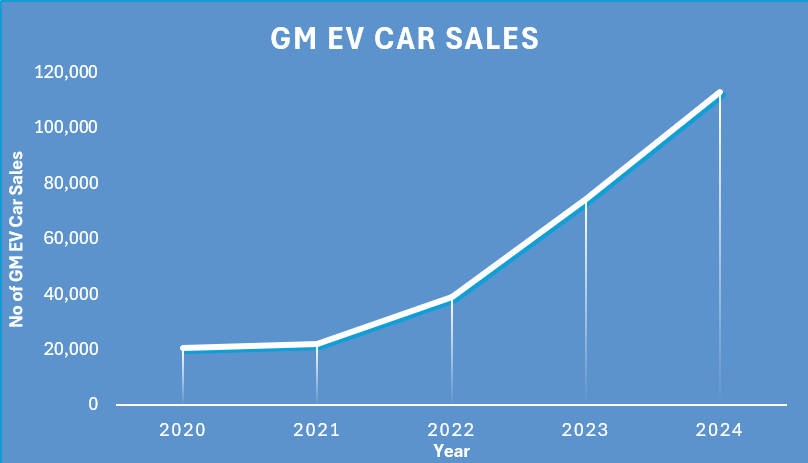 GM EV CAR SALES
120,000
100,000
80,000
60,000
40,000
20,000
0
No of GM EV Car Sales
2020 2021 2022 2023 2024
Year